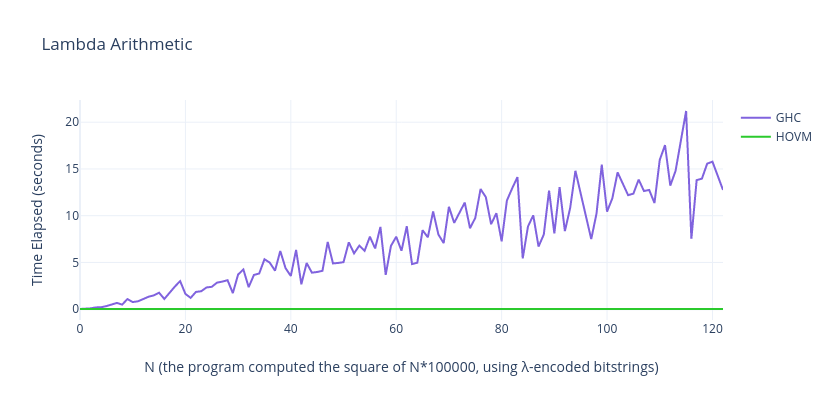 Lambda Arithmetic
Time Elapsed (seconds)
20
15
10
5
0
0 20 40 60 80 100 120
N (the program computed the square of N*100000, using λ-encoded bitstrings)
GHC
HOVM